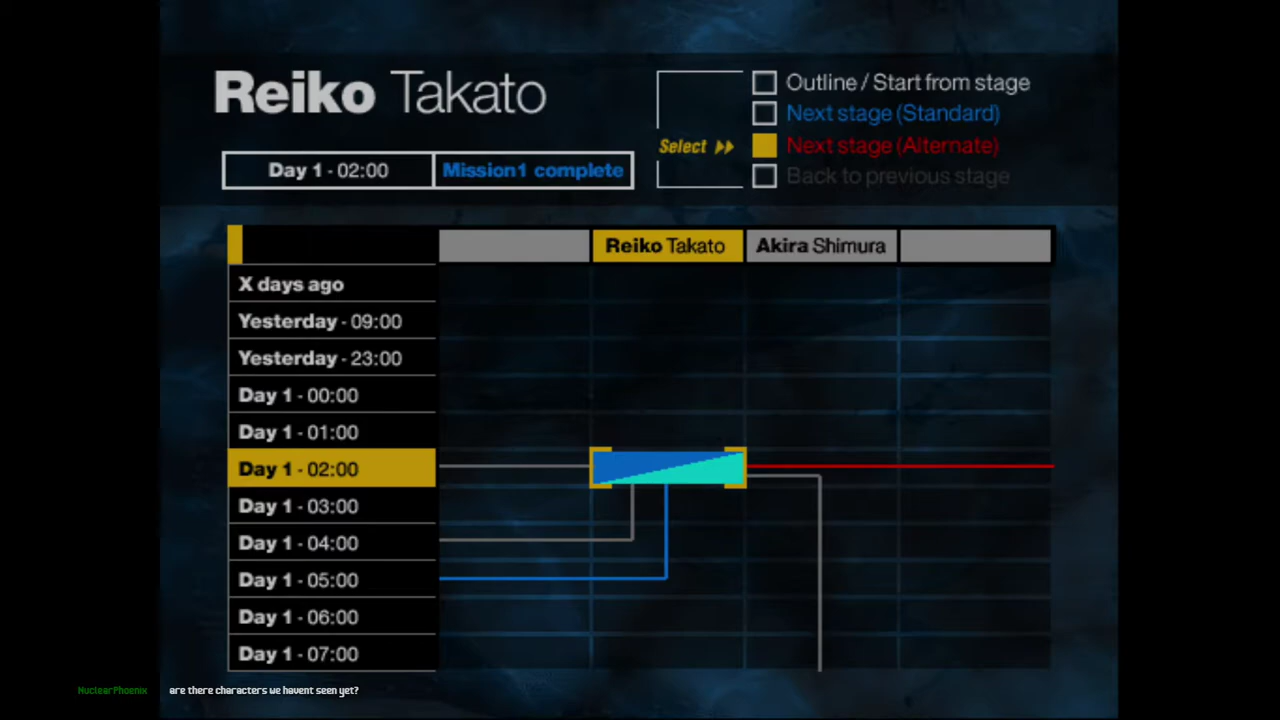 Reiko Takato
Day 1 - 02:00
Mission1 complete
Select
Outline / Start from stage
Next stage (Standard)
Next stage (Alternate)
Back to previous stage
Reiko Takato
Akira Shimura
X days ago
Yesterday - 09:00
Yesterday - 23:00
Day 1 - 00:00
Day 1 - 01:00
Day 1 - 02:00
Day 1 - 03:00
Day 1 - 04:00
Day 1 - 05:00
Day 1 - 06:00
Day 1 - 07:00
NuclearPhoenix are there characters we havent seen yet?